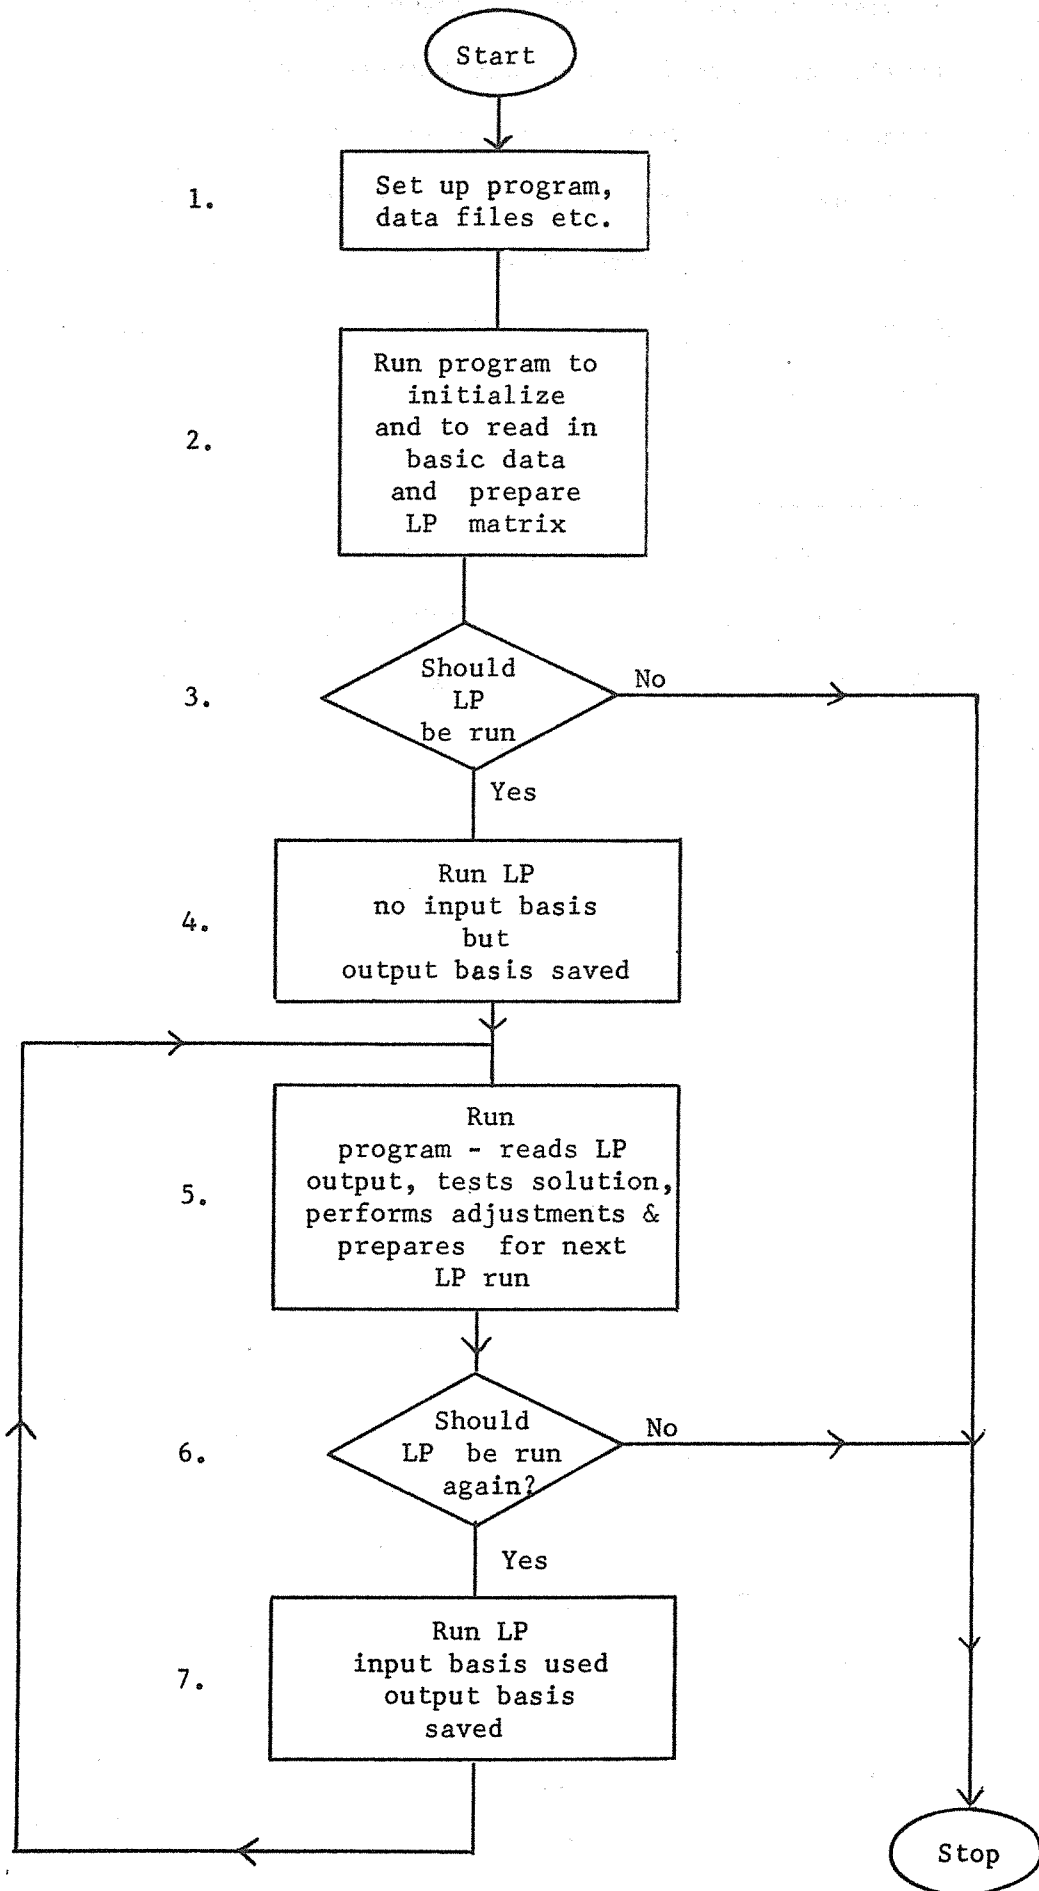 Start
1.
Set up program,
data files etc.
2.
Run program to
initialize
and to read in
basic data
and prepare
LP matrix
3.
Should
LP
be run
No
Yes
4.
Run LP
no input basis
but
output basis saved
5.
Run
program - reads LP
output, tests solution,
performs adjustments &
prepares for next
LP run
6.
Should
LP be run
again?
No
Yes
7.
Run LP
input basis used
output basis
saved
Stop